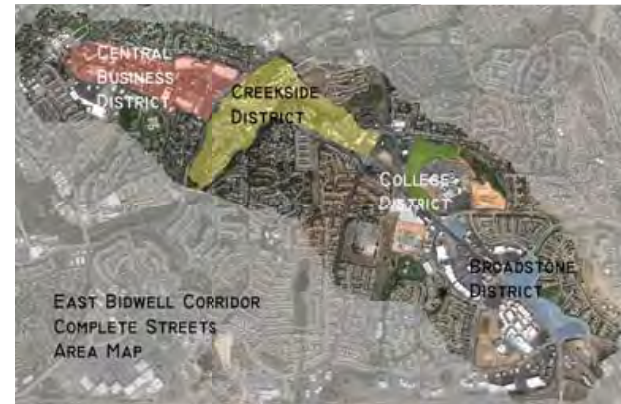 CENTRAL
BUSINESS
DISTRICT
CREEKSIDE
DISTRICT
COLLEGE
DISTRICT
BROADSTONE
DISTRICT
EAST BIDWELL CORRIDOR
COMPLETE STREETS
AREA MAP